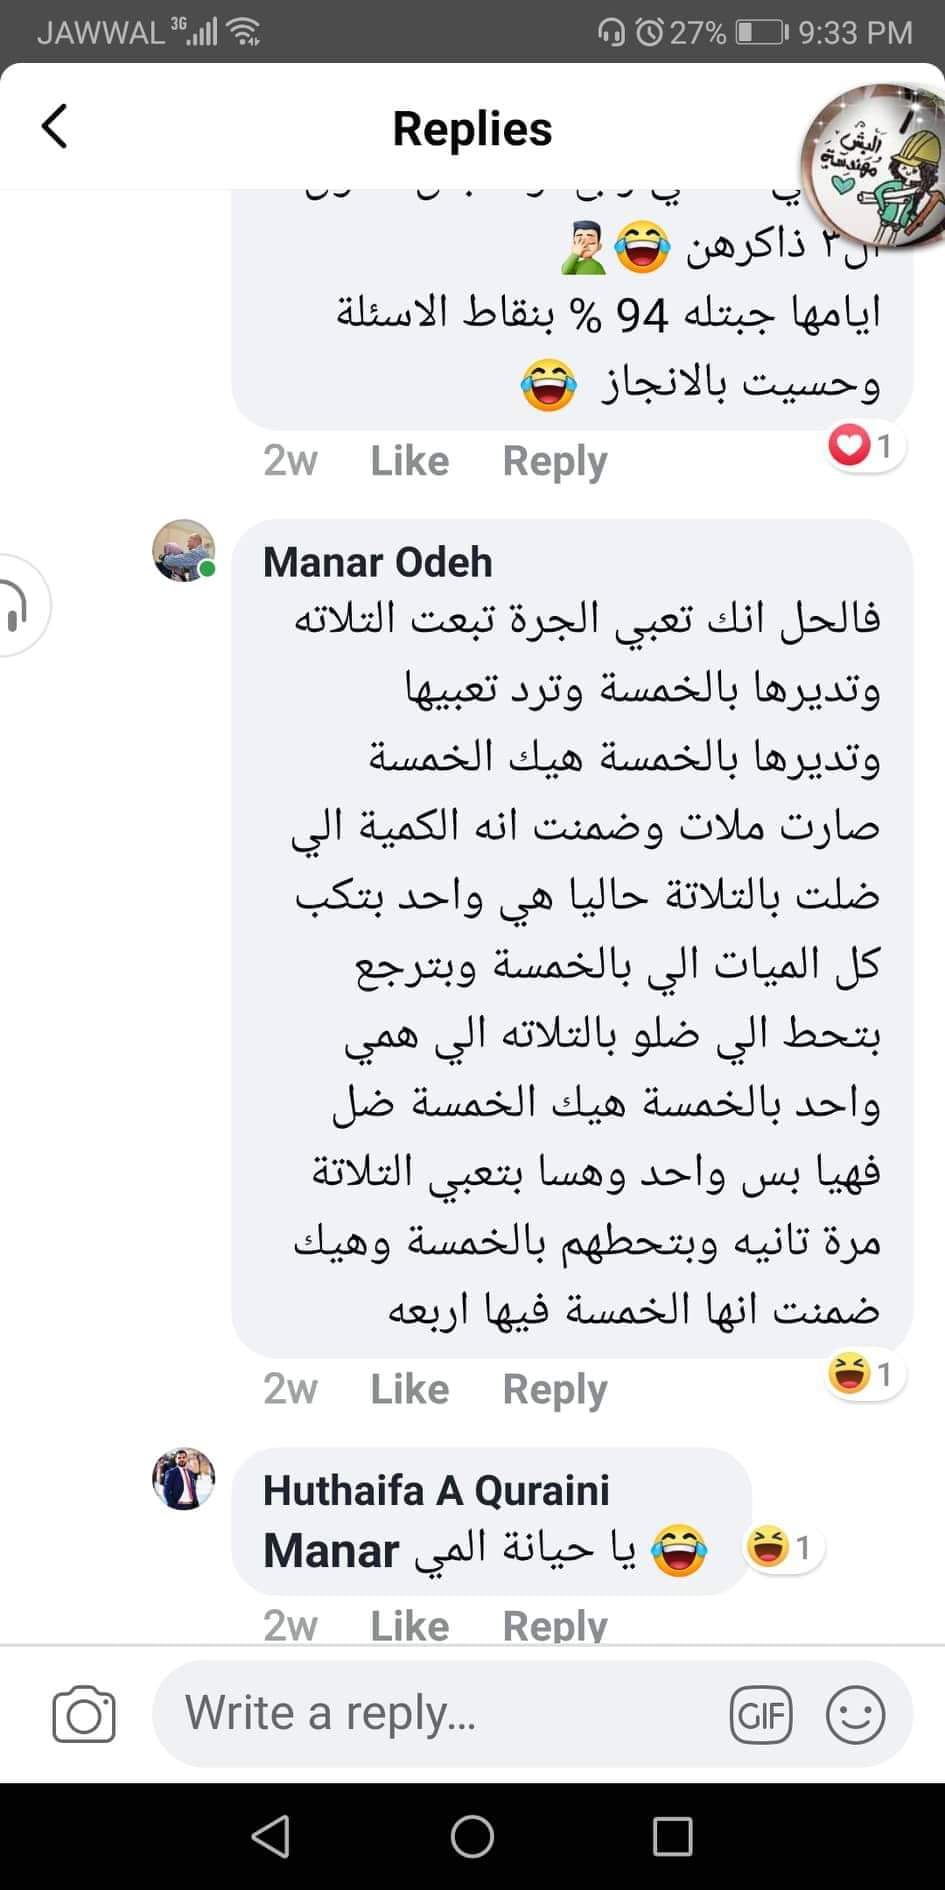 JAWWAL 3G 27% 9:33 PM
Replies
البش
مهندسة
ال٣ ذاكرهن 😂🤦🏻‍♂️
ايامها جبتله 94 % بنقاط الاسئلة
وحسيت بالانجاز 😂
2w Like Reply 1
Manar Odeh
فالحل انك تعبي الجرة تبعت التلاته
وتديرها بالخمسة وترد تعبيها
وتديرها بالخمسة هيك الخمسة
صارت ملات وضمنت انه الكمية الي
ضلت بالتلاتة حاليا هي واحد بتكب
كل الميات الي بالخمسة وبترجع
بتحط الي ضلو بالتلاته الي همي
واحد بالخمسة هيك الخمسة ضل
فهيا بس واحد وهسا بتعبي التلاتة
مرة تانيه وبتحطهم بالخمسة وهيك
ضمنت انها الخمسة فيها اربعه
2w Like Reply 1
Huthaifa A Quraini
Manar يا حيانة المي 😂 1
2w Like Reply
Write a reply...
GIF